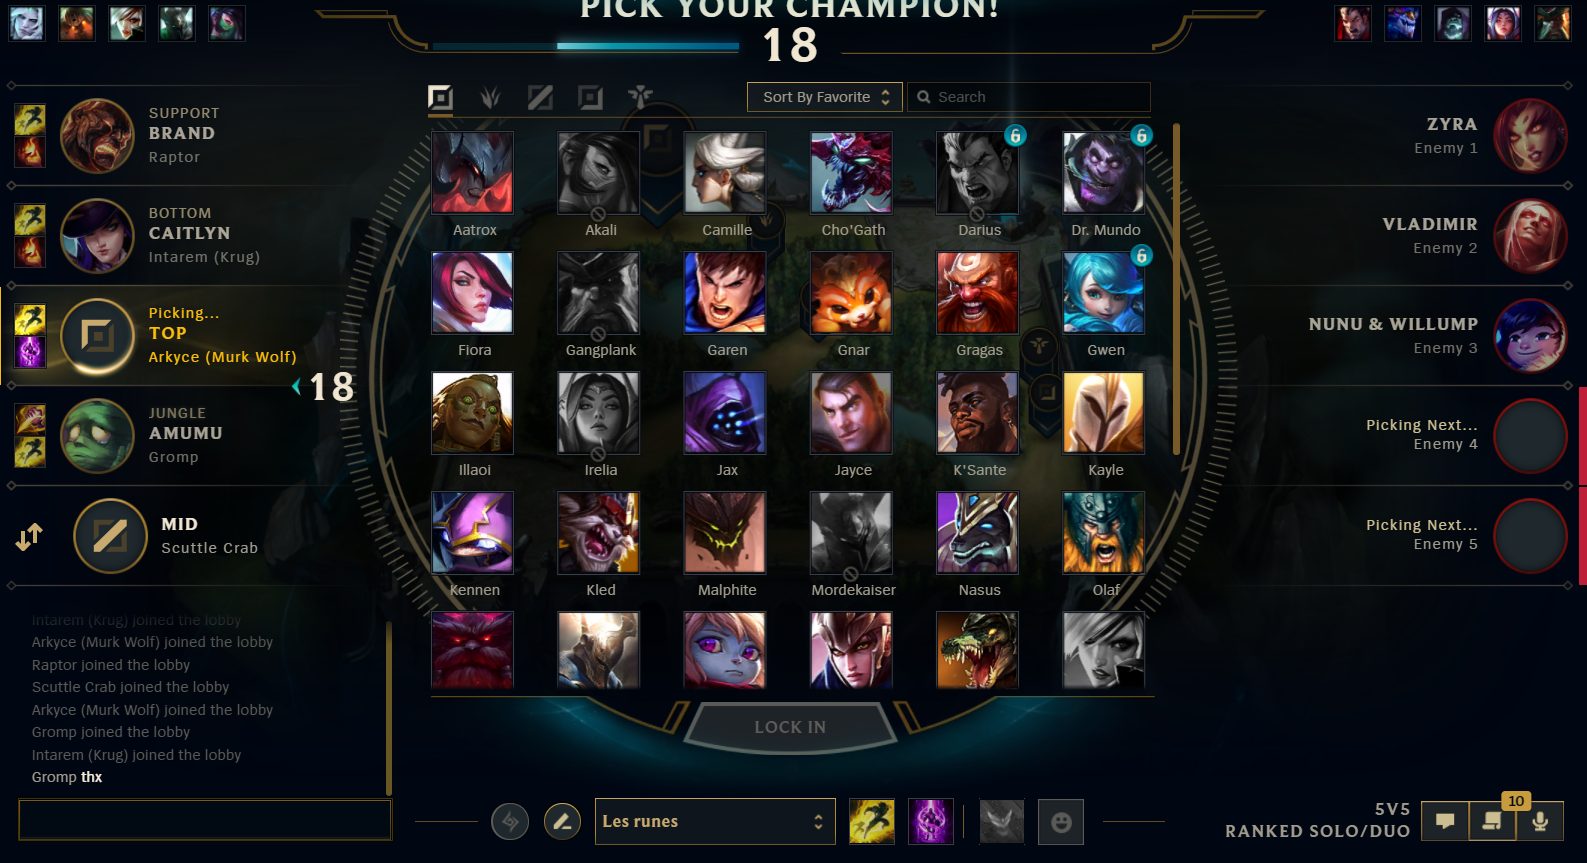 PICK YOUR CHAMPION!
18
Sort By Favorite
Search
SUPPORT
BRAND
Raptor
BOTTOM
CAITLYN
Intarem (Krug)
Picking...
TOP
Arkyce (Murk Wolf)
18
JUNGLE
AMUMU
Gromp
MID
Scuttle Crab
6
6
Aatrox
Akali
Camille
Cho'Gath
Darius
Dr. Mundo
6
Fiora
Gangplank
Garen
Gnar
Gragas
Gwen
Illaoi
Irelia
Jax
Jayce
K'Sante
Kayle
Kennen
Kled
Malphite
Mordekaiser
Nasus
Olaf
LOCK IN
ZYRA
Enemy 1
VLADIMIR
Enemy 2
NUNU & WILLUMP
Enemy 3
Picking Next...
Enemy 4
Picking Next...
Enemy 5
Intarem (Krug) joined the lobby
Arkyce (Murk Wolf) joined the lobby
Raptor joined the lobby
Scuttle Crab joined the lobby
Arkyce (Murk Wolf) joined the lobby
Gromp joined the lobby
Intarem (Krug) joined the lobby
Gromp thx
Les runes
5V5
RANKED SOLO/DUO
10